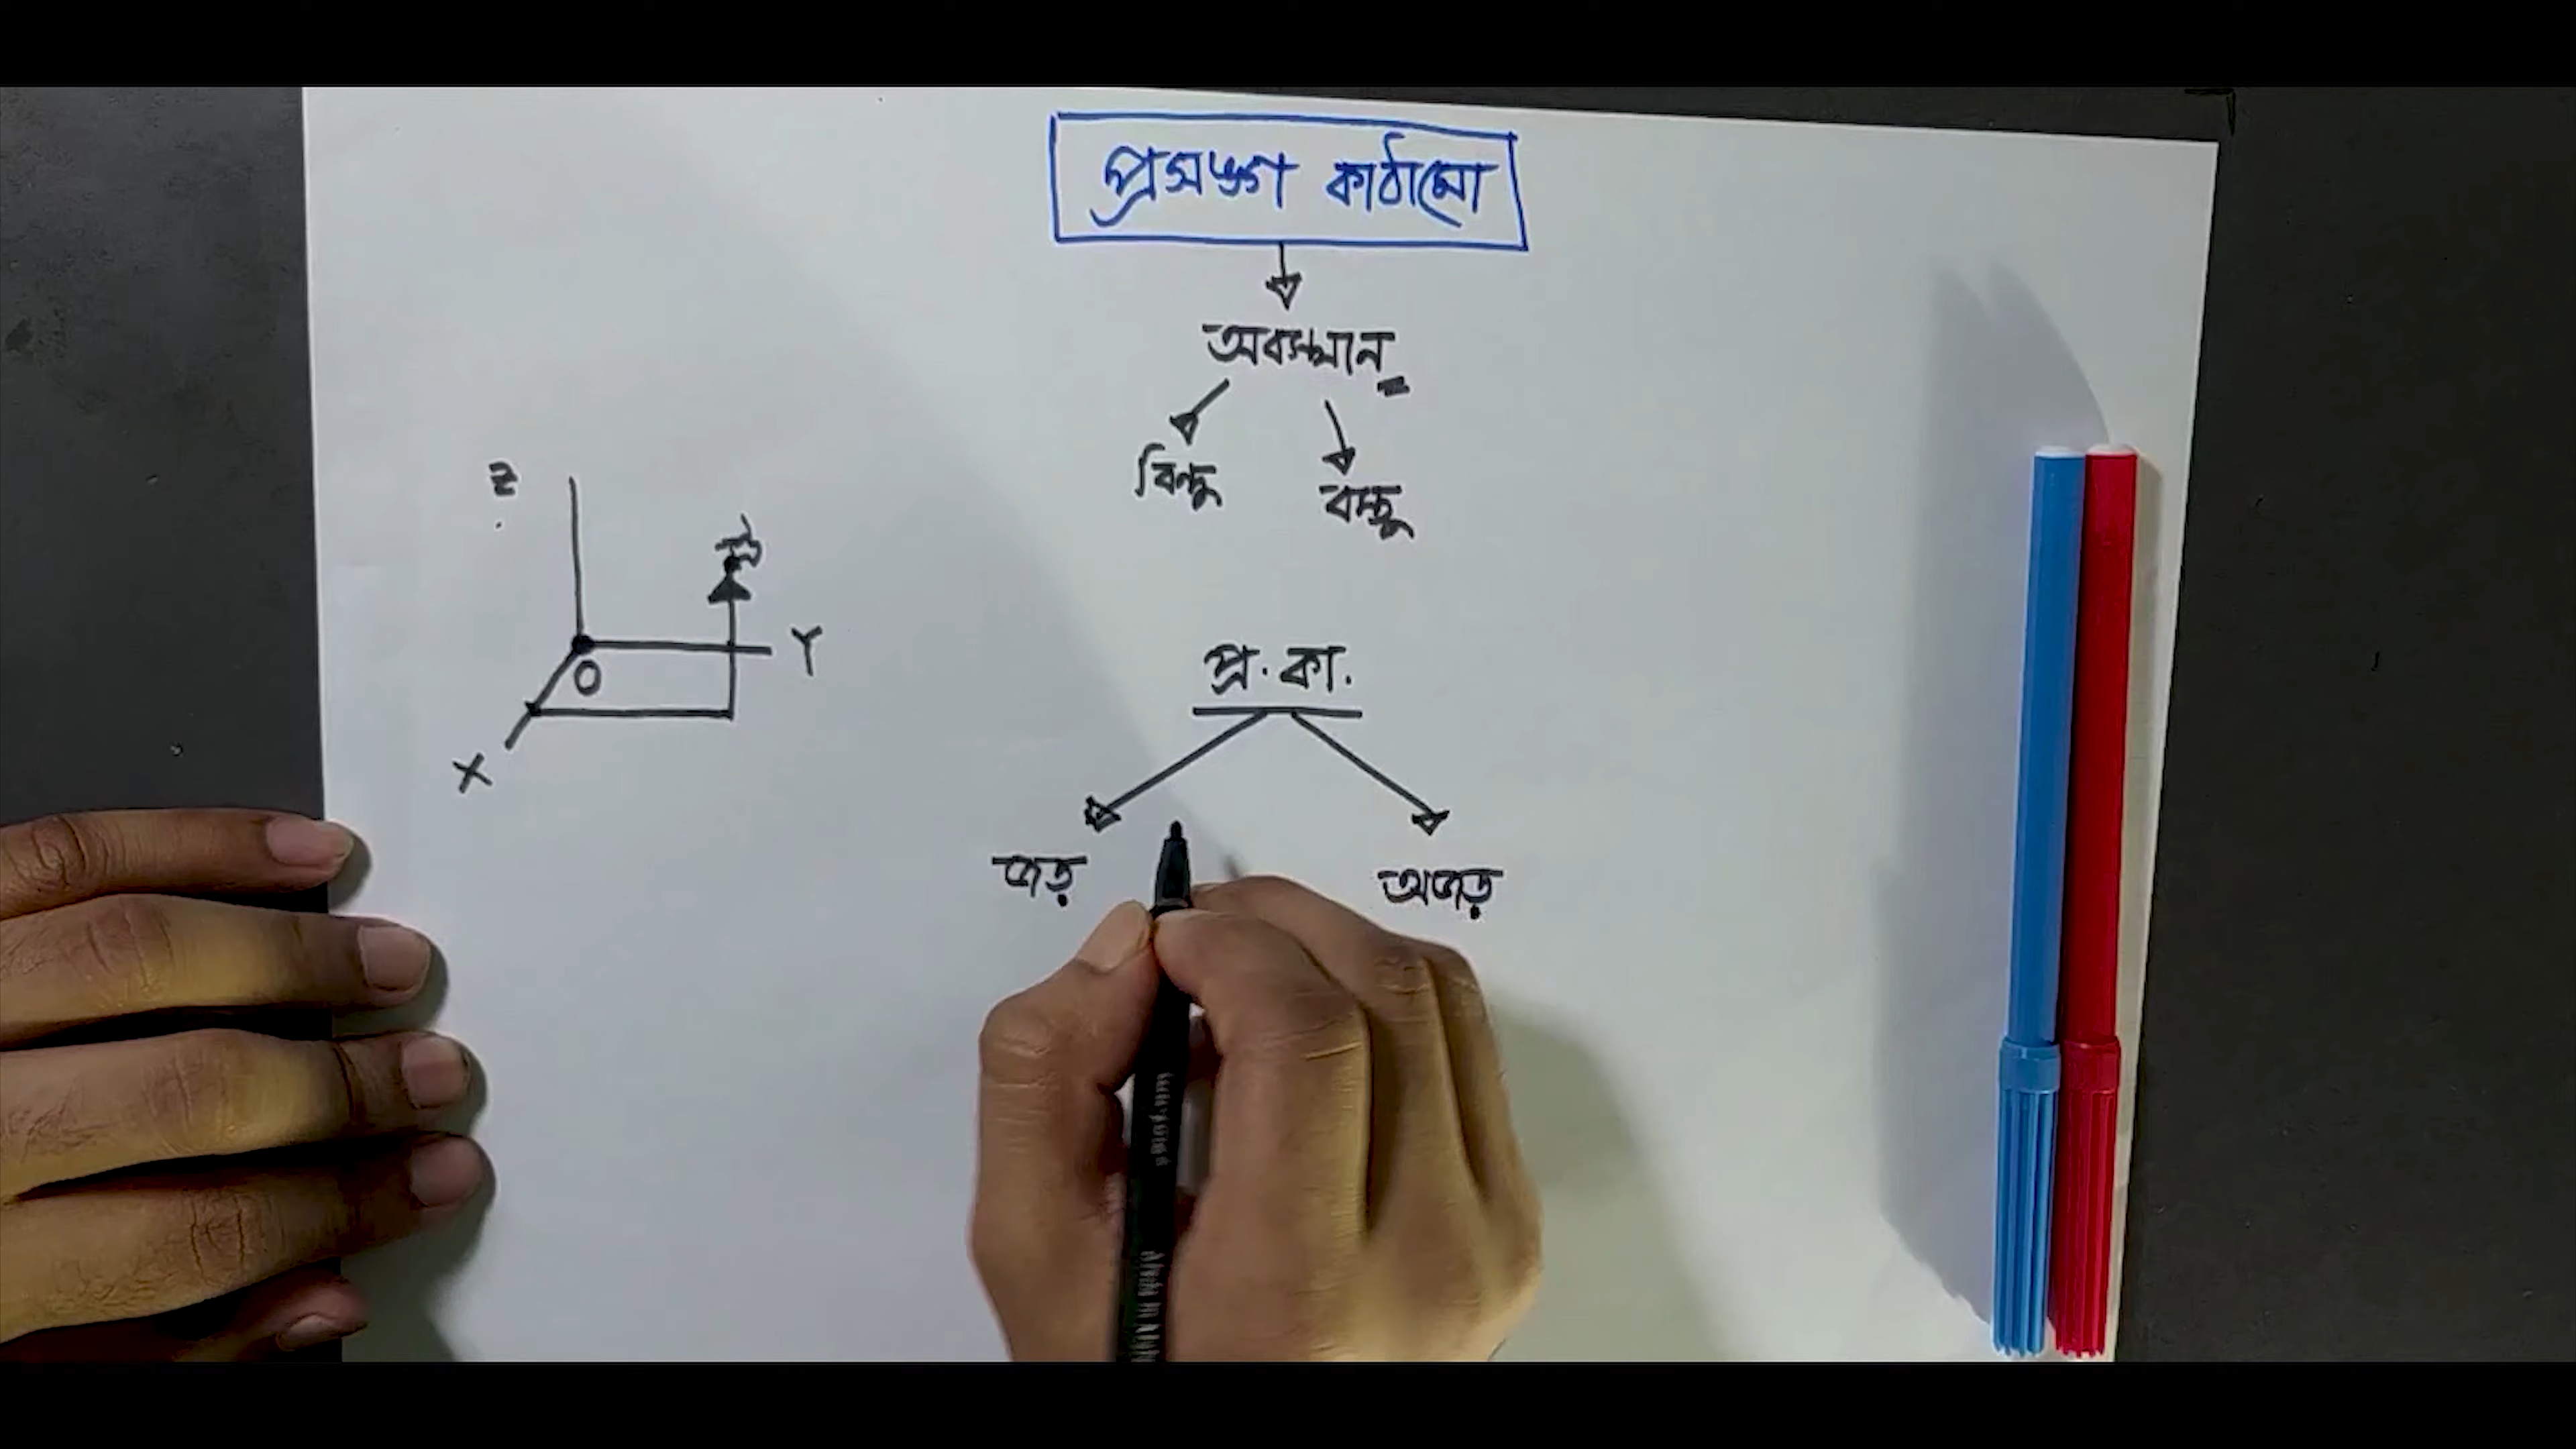 প্রসঙ্গ কাঠামো
অবস্থান
বিন্দু
বস্তু
Z
Y
O
X
প্র. কা.
জড়
অজড়